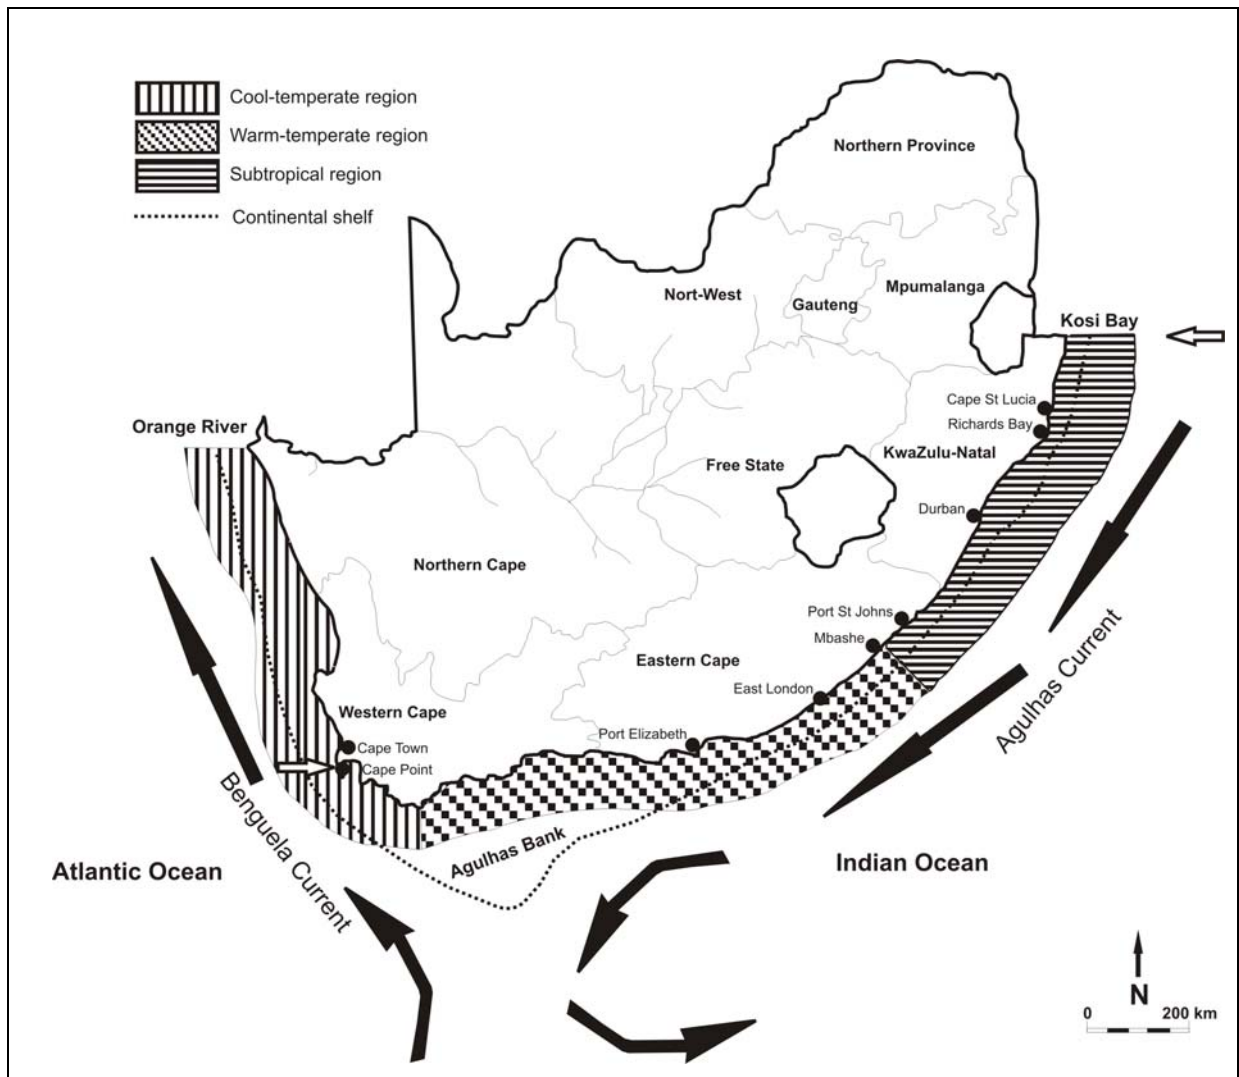 Cool-temperate region
Warm-temperate region
Subtropical region
Continental shelf
Northern Province
Nort-West
Gauteng
Mpumalanga
Kosi Bay
Cape St Lucia
Richards Bay
Orange River
KwaZulu-Natal
Free State
Durban
Northern Cape
Port St Johns
Mbashe
Eastern Cape
East London
Agulhas Current
Western Cape
Port Elizabeth
Cape Town
Cape Point
Benguela Current
Agulhas Bank
Atlantic Ocean
Indian Ocean
N
0 200 km